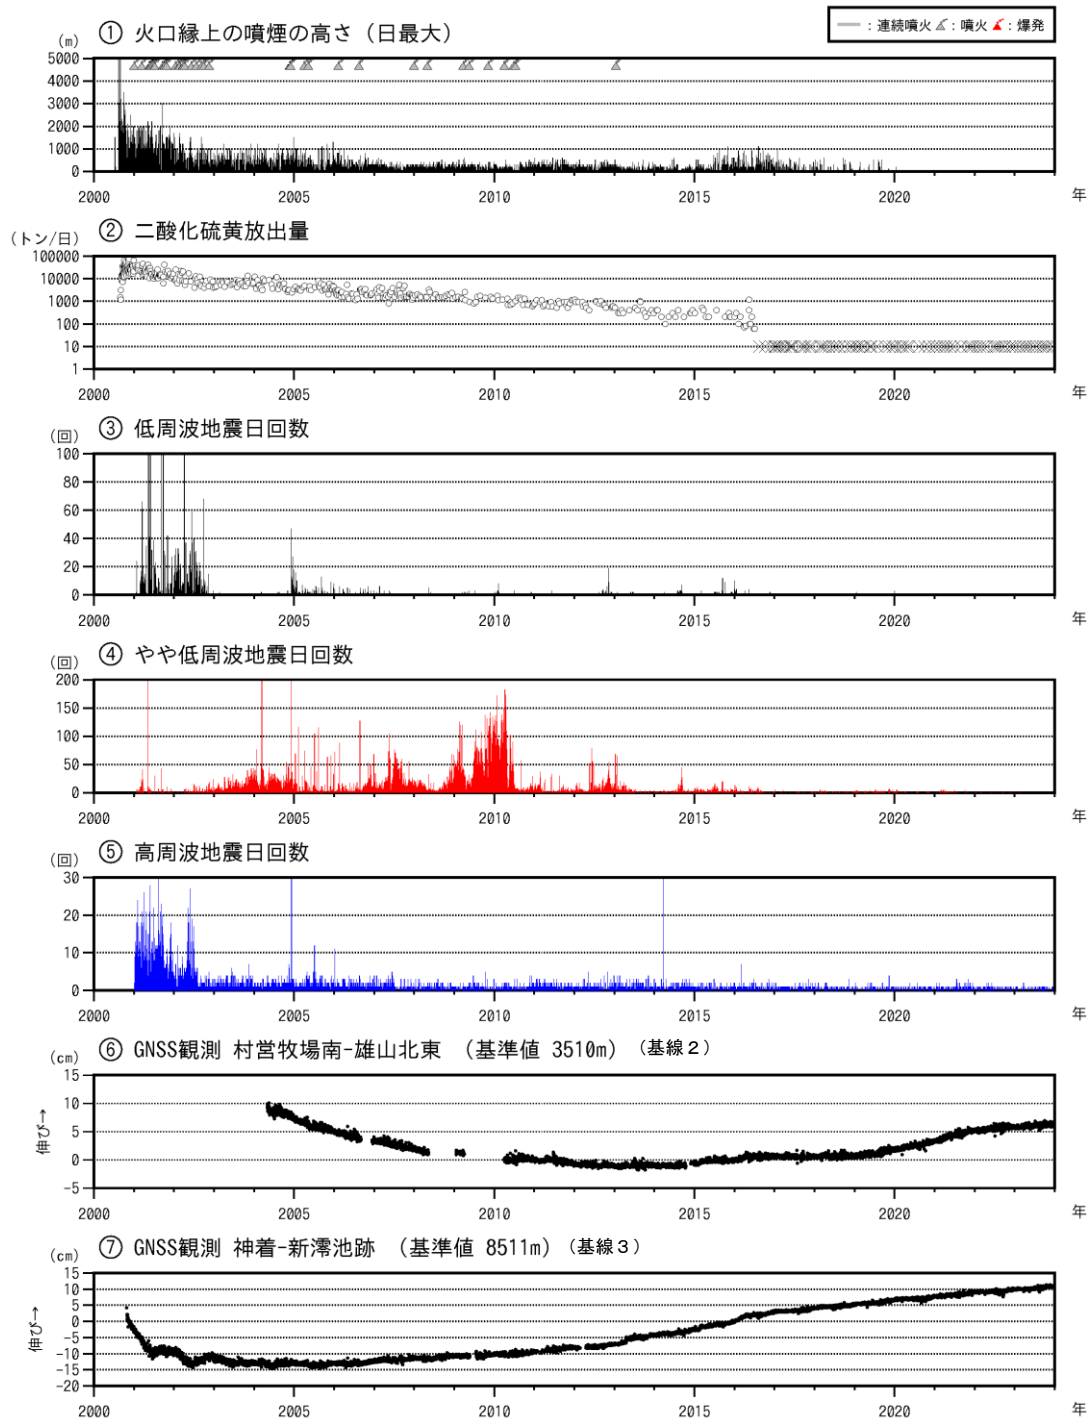 ① 火口縁上の噴煙の高さ（日最大）
：連続噴火 ：噴火 ：爆発
(m)
5000
4000
3000
2000
1000
0
2000 2005 2010 2015 2020 年
② 二酸化硫黄放出量
(トン/日)
100000
10000
1000
100
10
1
2000 2005 2010 2015 2020 年
③ 低周波地震日回数
(回)
100
80
60
40
20
0
2000 2005 2010 2015 2020 年
④ やや低周波地震日回数
(回)
200
150
100
50
0
2000 2005 2010 2015 2020 年
⑤ 高周波地震日回数
(回)
30
20
10
0
2000 2005 2010 2015 2020 年
⑥ GNSS観測 村営牧場南-雄山北東 （基準値 3510m）（基線２）
(cm)
15
10
5
0
-5
伸び→
2000 2005 2010 2015 2020 年
⑦ GNSS観測 神着-新澪池跡 （基準値 8511m）（基線３）
(cm)
15
10
5
0
-5
-10
-15
-20
伸び→
2000 2005 2010 2015 2020 年